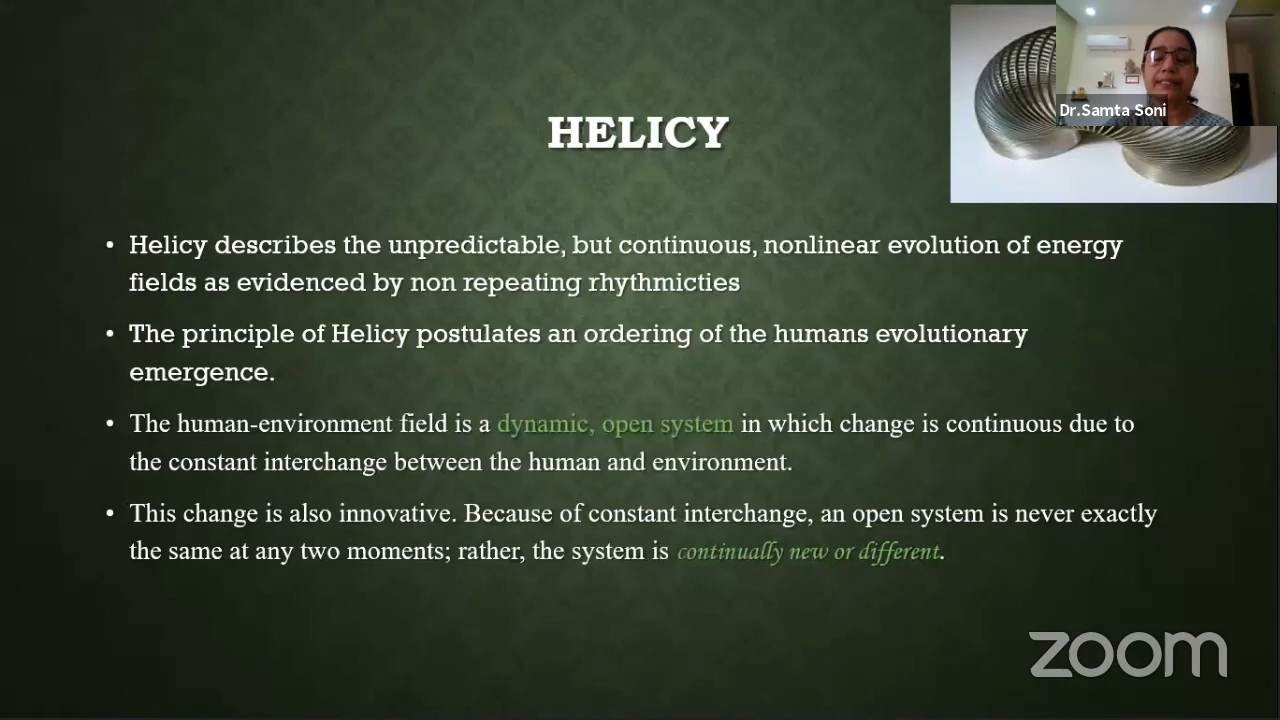 Dr.Samta Soni
HELICY
• Helicy describes the unpredictable, but continuous, nonlinear evolution of energy
fields as evidenced by non repeating rhythmicties
• The principle of Helicy postulates an ordering of the humans evolutionary
emergence.
• The human-environment field is a dynamic, open system in which change is continuous due to
the constant interchange between the human and environment.
• This change is also innovative. Because of constant interchange, an open system is never exactly
the same at any two moments; rather, the system is continually new or different.
zoom